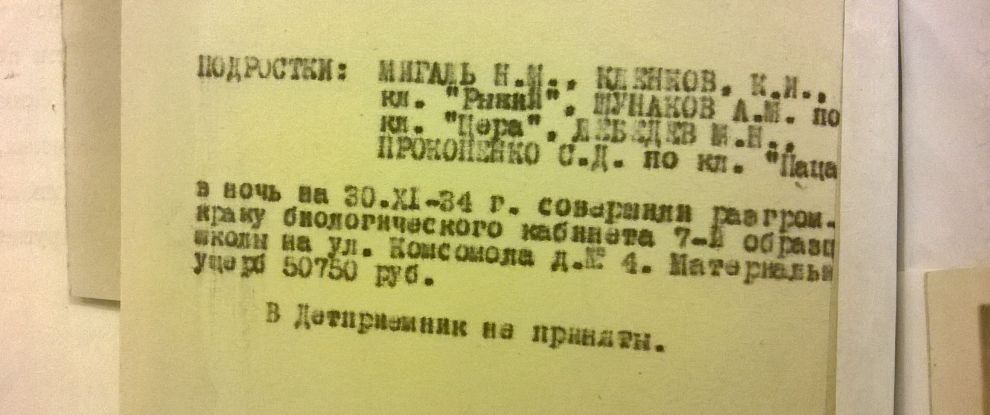 ПОДРОСТКИ: МИГАЛЬ Н.М., КЛЕНКОВ, К.И.,
кл. "Рыжий", ШУНАКОВ А.М. по
кл. "Цера", ЛЕБЕДЕВ М.Н.,
ПРОКОПЕНКО С.Д. по кл. "Паца
в ночь на 30.XI-34 г. совершили разгром.
кражу биологического кабинета 7-й образц
школы на ул. Комсомола д.№ 4. Материальн
ущерб 50750 руб.
В Детприемник не приняты.